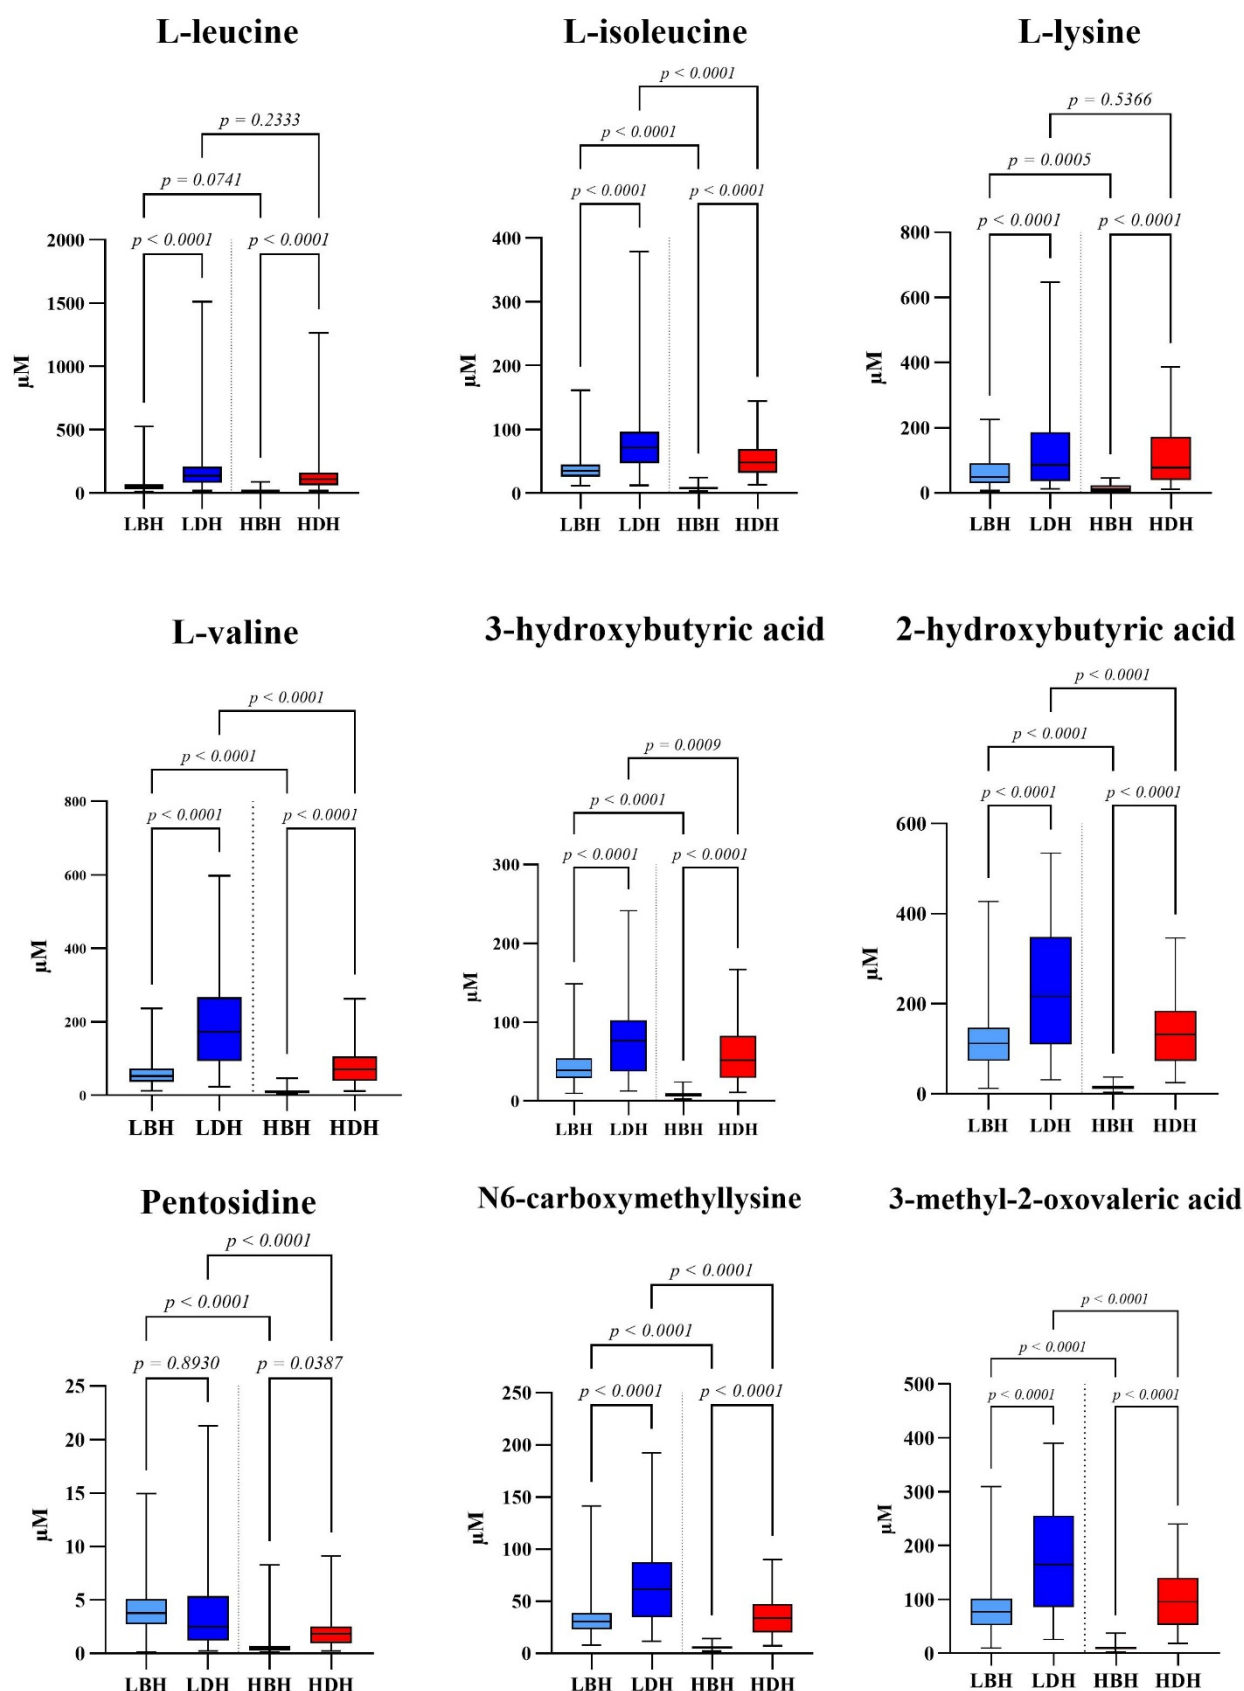 L-leucine
L-isoleucine
L-lysine
p = 0.2333
p = 0.0741
p < 0.0001
p < 0.0001
2000
1500
1000
500
0
µM
LBH LDH HBH HDH
p < 0.0001
p < 0.0001
p < 0.0001
p < 0.0001
400
300
200
100
0
µM
LBH LDH HBH HDH
p = 0.5366
p = 0.0005
p < 0.0001
p < 0.0001
800
600
400
200
0
µM
LBH LDH HBH HDH
L-valine
3-hydroxybutyric acid
2-hydroxybutyric acid
p < 0.0001
p < 0.0001
p < 0.0001
p < 0.0001
800
600
400
200
0
µM
LBH LDH HBH HDH
p = 0.0009
p < 0.0001
p < 0.0001
p < 0.0001
300
200
100
0
µM
LBH LDH HBH HDH
p < 0.0001
p < 0.0001
p < 0.0001
p < 0.0001
600
400
200
0
µM
LBH LDH HBH HDH
Pentosidine
N6-carboxymethyllysine
3-methyl-2-oxovaleric acid
p < 0.0001
p < 0.0001
p = 0.8930
p = 0.0387
25
20
15
10
5
0
µM
LBH LDH HBH HDH
p < 0.0001
p < 0.0001
p < 0.0001
p < 0.0001
250
200
150
100
50
0
µM
LBH LDH HBH HDH
p < 0.0001
p < 0.0001
p < 0.0001
p < 0.0001
500
400
300
200
100
0
µM
LBH LDH HBH HDH